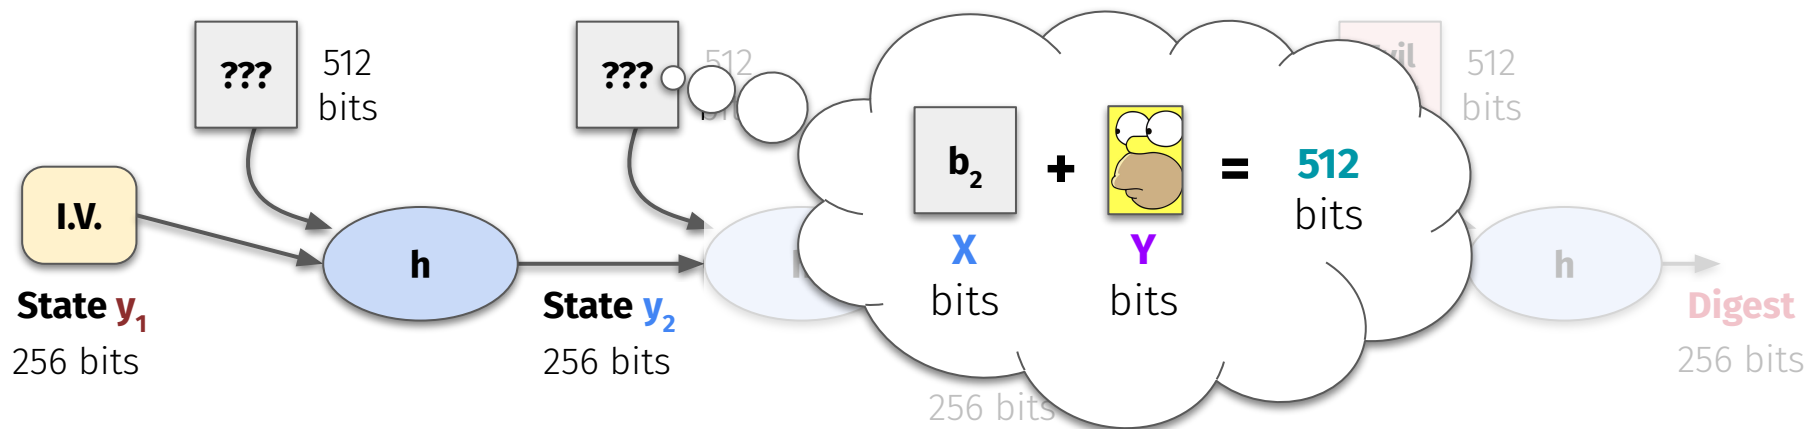 ???
512
bits
???
512
512
bits
I.V.
h
b2
+
=
512
bits
h
X
bits
Y
bits
State y1
256 bits
State y2
256 bits
256 bits
Digest
256 bits